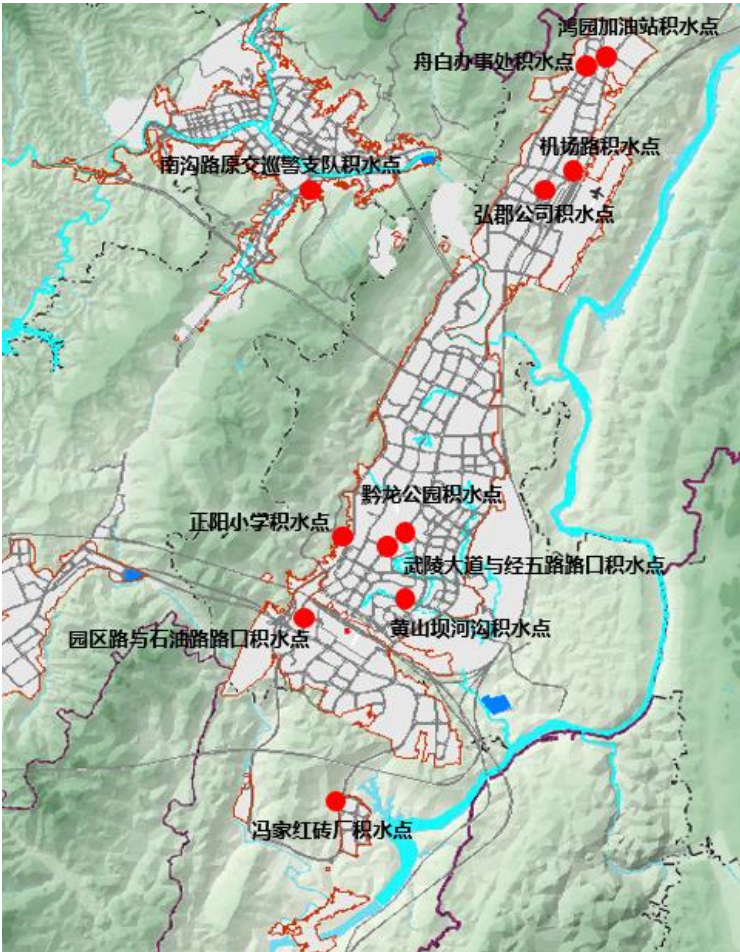 鸿园加油站积水点
舟白办事处积水点
机场路积水点
南沟路原交巡警支队积水点
弘郡公司积水点
黔龙公园积水点
正阳小学积水点
武陵大道与经五路路口积水点
黄山坝河沟积水点
园区路与石油路路口积水点
冯家红砖厂积水点